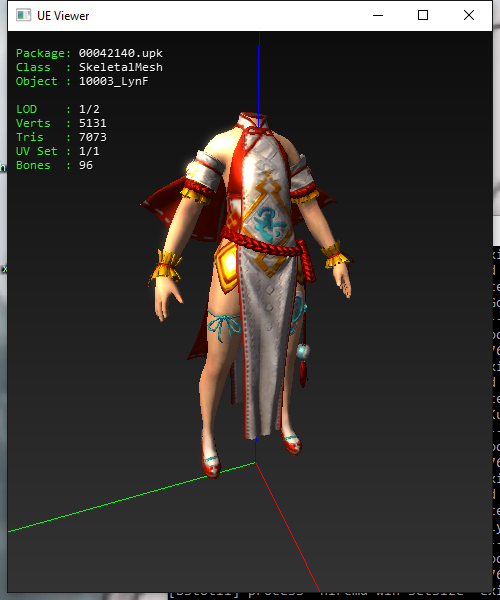 UE Viewer
Package: 00042140.upk
Class : SkeletalMesh
Object : 10003_LynF
LOD : 1/2
Verts : 5131
Tris : 7073
UV Set : 1/1
Bones : 96